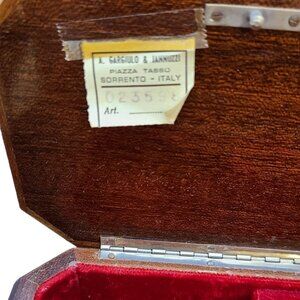 A. GARGIULO & JANNUZZI
PIAZZA TASSO
SORRENTO - ITALY
Art.